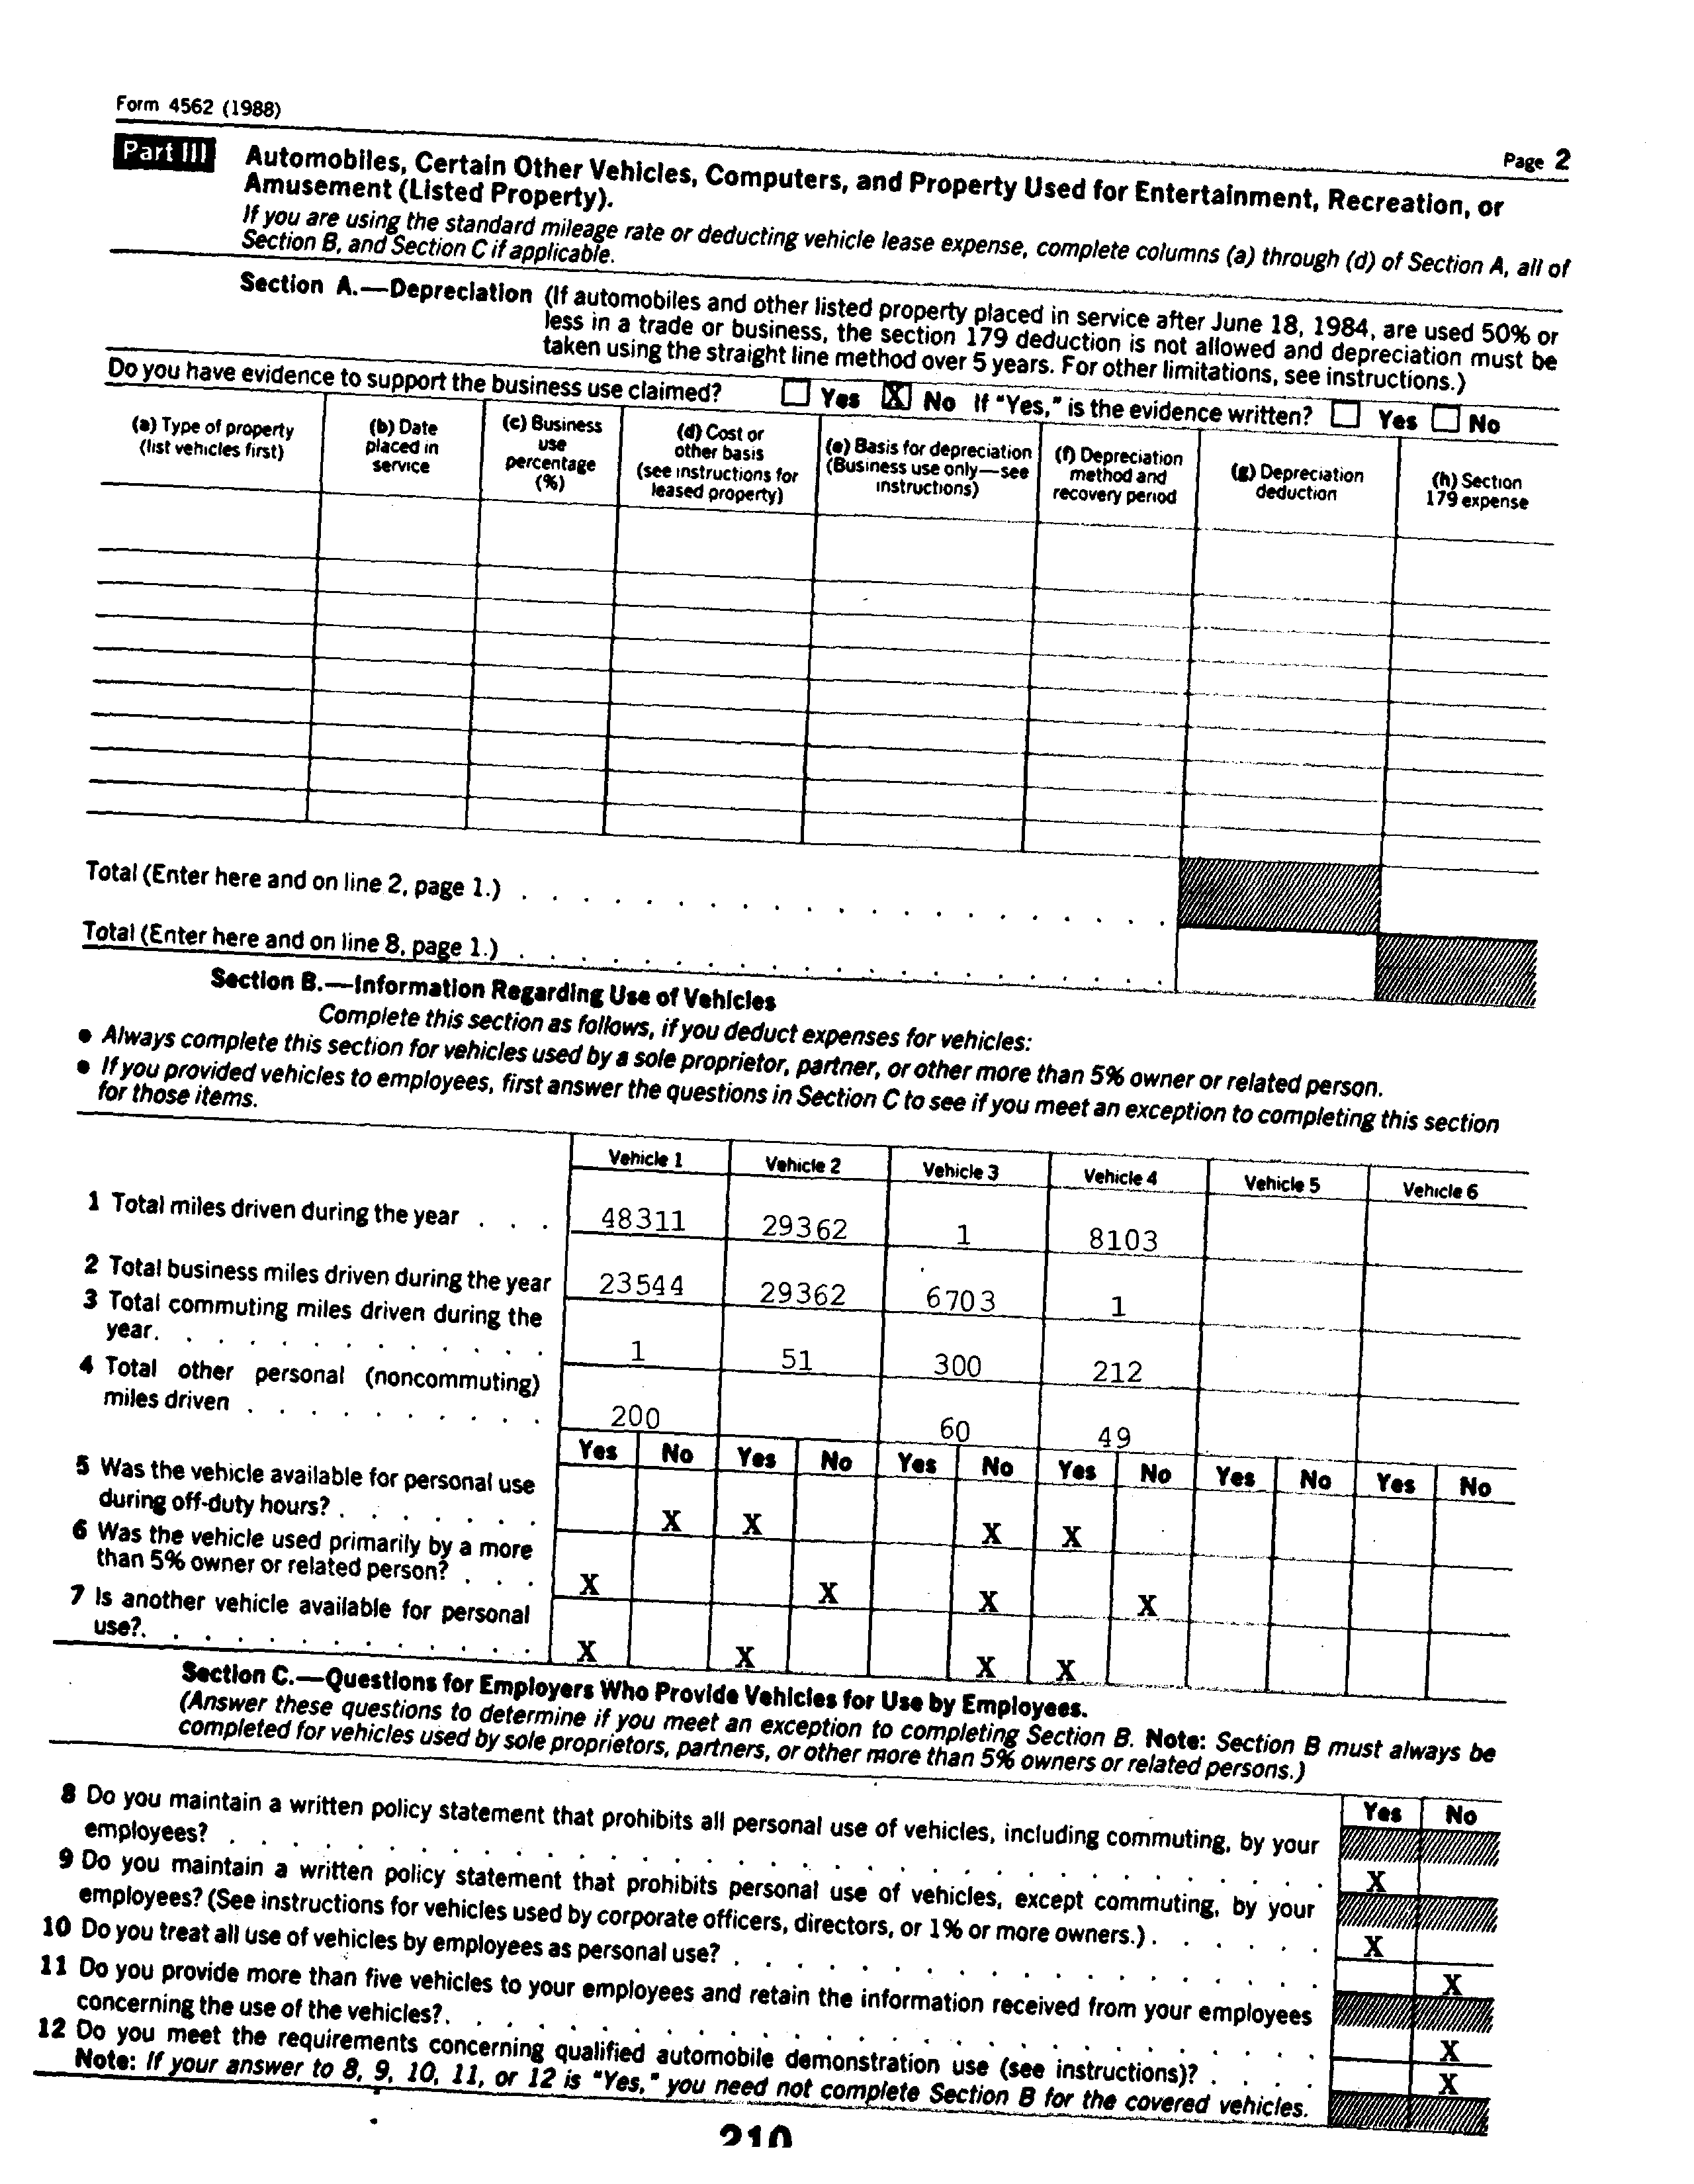 Form 4562 (1988)
Page 2
Part III Automobiles, Certain Other Vehicles, Computers, and Property Used for Entertainment, Recreation, or
Amusement (Listed Property).
If you are using the standard mileage rate or deducting vehicle lease expense, complete columns (a) through (d) of Section A, all of
Section B, and Section C if applicable.
Section A.—Depreciation (If automobiles and other listed property placed in service after June 18, 1984, are used 50% or
less in a trade or business, the section 179 deduction is not allowed and depreciation must be
taken using the straight line method over 5 years. For other limitations, see instructions.)
Do you have evidence to support the business use claimed? Yes X No If "Yes," is the evidence written? Yes No
(a) Type of property
(list vehicles first)
(b) Date
placed in
service
(c) Business
use
percentage
(%)
(d) Cost or
other basis
(see instructions for
leased property)
(e) Basis for depreciation
(Business use only—see
instructions)
(f) Depreciation
method and
recovery period
(g) Depreciation
deduction
(h) Section
179 expense
Total (Enter here and on line 2, page 1.) . . . . . . . . . . . . . . . . . . . . .
Total (Enter here and on line 8, page 1.) . . . . . . . . . . . . . . . . . . . . .
Section B.—Information Regarding Use of Vehicles
Complete this section as follows, if you deduct expenses for vehicles:
● Always complete this section for vehicles used by a sole proprietor, partner, or other more than 5% owner or related person.
● If you provided vehicles to employees, first answer the questions in Section C to see if you meet an exception to completing this section
for those items.
Vehicle 1 Vehicle 2 Vehicle 3 Vehicle 4 Vehicle 5 Vehicle 6
1 Total miles driven during the year . . . 48311 29362 1 8103
2 Total business miles driven during the year 23544 29362 6703 1
3 Total commuting miles driven during the
year. . . . . . . . . . . . . 1 51 300 212
4 Total other personal (noncommuting)
miles driven . . . . . . . . . . 200 60 49
Yes No Yes No Yes No Yes No Yes No Yes No
5 Was the vehicle available for personal use
during off-duty hours? . . . . . . . X X X X
6 Was the vehicle used primarily by a more
than 5% owner or related person? . . . X X X X
7 Is another vehicle available for personal
use?. . . . . . . . . . . . . X X X X
Section C.—Questions for Employers Who Provide Vehicles for Use by Employees.
(Answer these questions to determine if you meet an exception to completing Section B. Note: Section B must always be
completed for vehicles used by sole proprietors, partners, or other more than 5% owners or related persons.)
Yes No
8 Do you maintain a written policy statement that prohibits all personal use of vehicles, including commuting, by your
employees? . . . . . . . . . . . . . . . . . . . . . . . . . . . . . . . . . . X
9 Do you maintain a written policy statement that prohibits personal use of vehicles, except commuting, by your
employees? (See instructions for vehicles used by corporate officers, directors, or 1% or more owners.) . . . . . . X
10 Do you treat all use of vehicles by employees as personal use? . . . . . . . . . . . . . . . . . . X
11 Do you provide more than five vehicles to your employees and retain the information received from your employees
concerning the use of the vehicles?. . . . . . . . . . . . . . . . . . . . . . . . . . . X
12 Do you meet the requirements concerning qualified automobile demonstration use (see instructions)? . . . . X
Note: If your answer to 8, 9, 10, 11, or 12 is "Yes," you need not complete Section B for the covered vehicles.
210